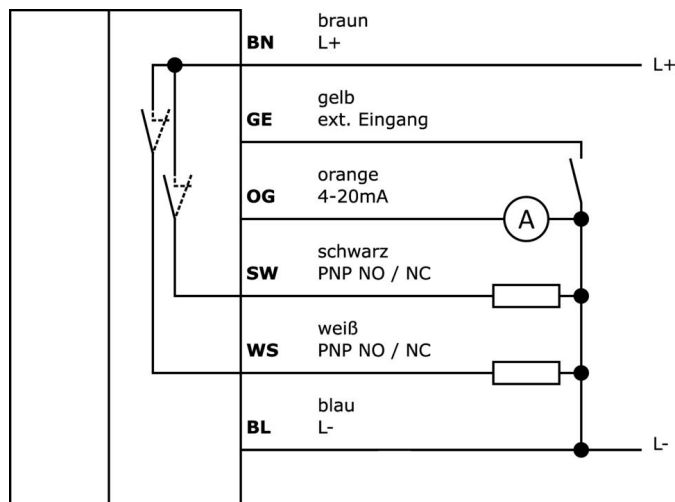 braun
BN L+
L+
gelb
GE ext. Eingang
orange
OG 4-20mA
A
schwarz
SW PNP NO / NC
weiß
WS PNP NO / NC
blau
BL L-
L-